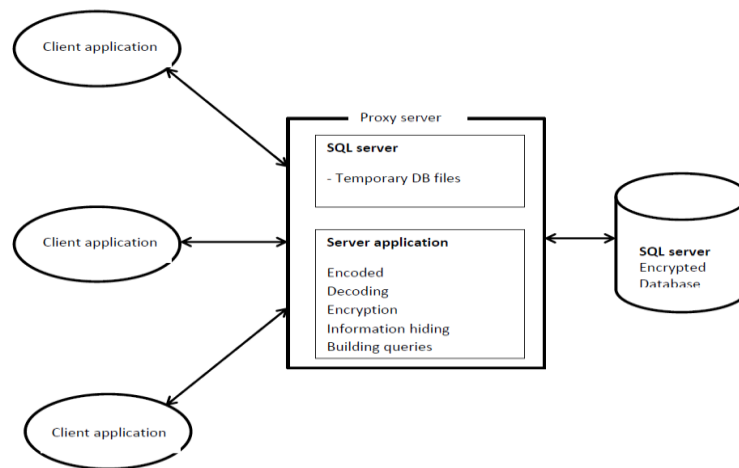 Client application
Proxy server
SQL server
- Temporary DB files
Client application
Server application
Encoded
Decoding
Encryption
Information hiding
Building queries
SQL server
Encrypted
Database
Client application